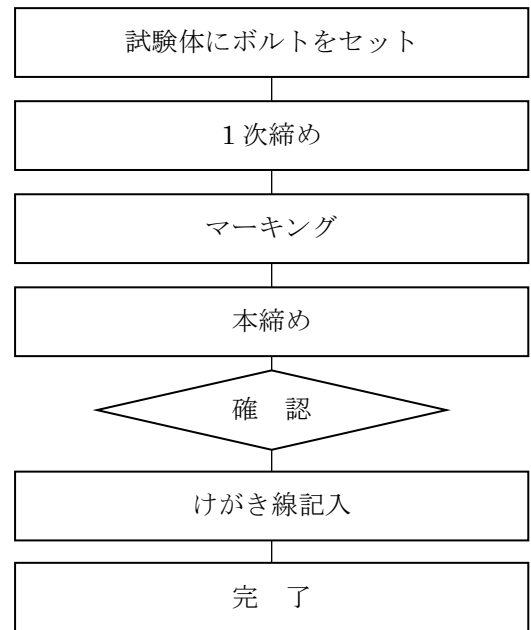 試験体にボルトをセット
1次締め
マーキング
本締め
確　認
けがき線記入
完　了